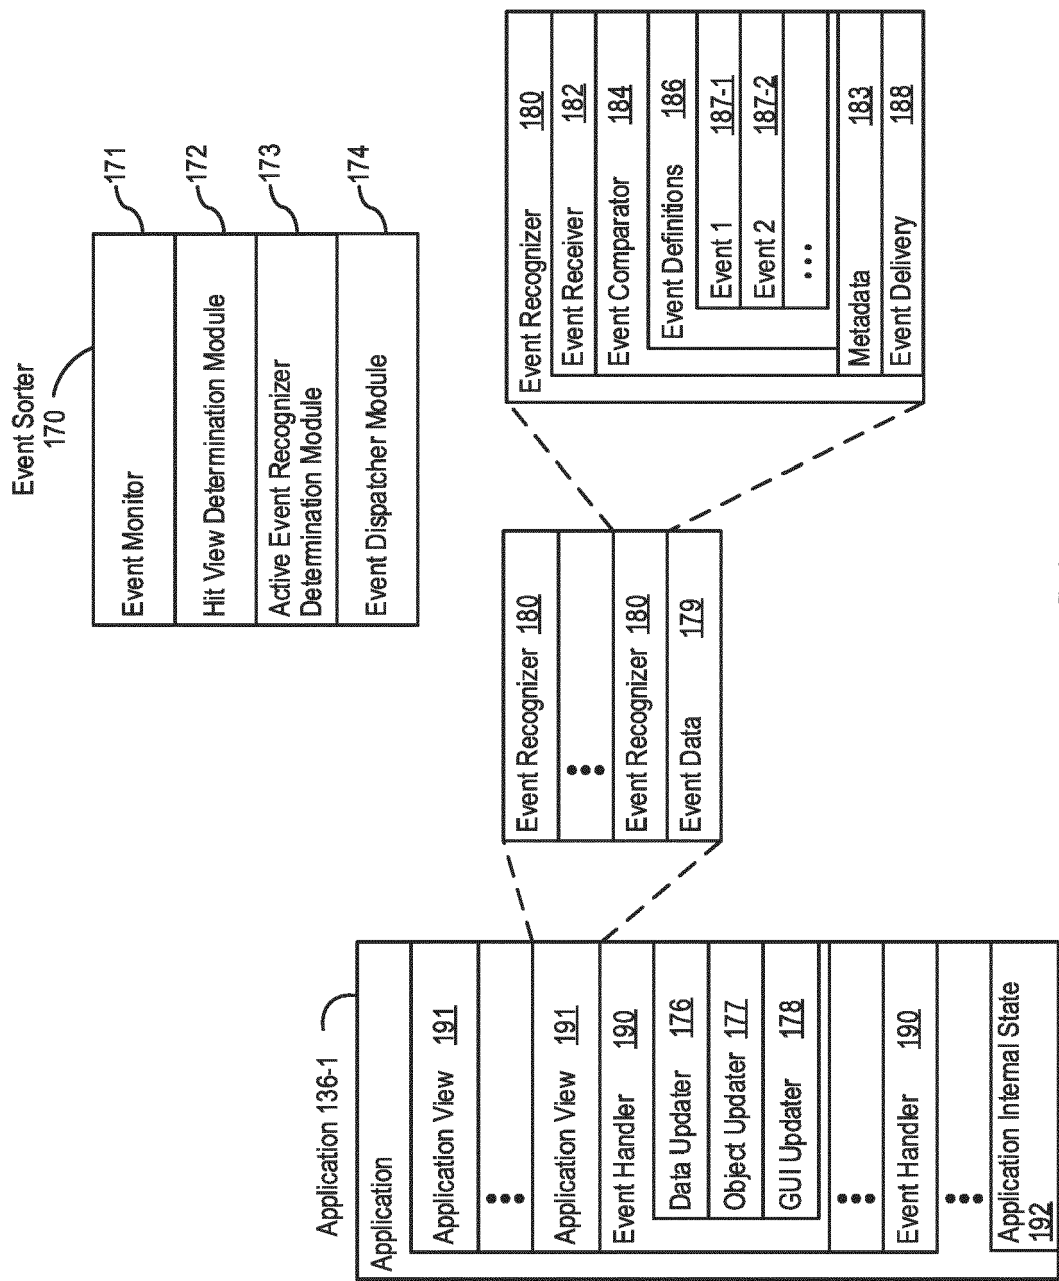 Event Sorter
170
Event Monitor
171
Hit View Determination Module
172
Active Event Recognizer
Determination Module
173
Event Dispatcher Module
174
Application 136-1
Application
Application View 191
•••
Application View 191
Event Handler 190
Data Updater 176
Object Updater 177
GUI Updater 178
•••
Event Handler 190
•••
Application Internal State
192
Event Recognizer 180
•••
Event Recognizer 180
Event Data 179
Event Recognizer 180
Event Receiver 182
Event Comparator 184
Event Definitions 186
Event 1 187-1
Event 2 187-2
...
Metadata 183
Event Delivery 188